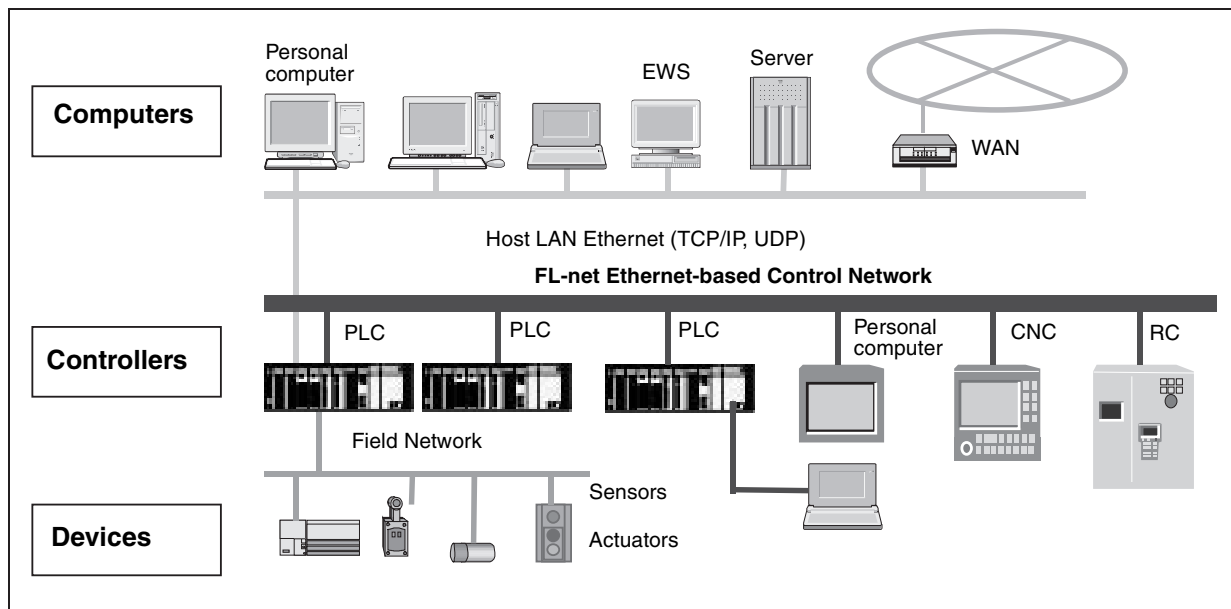 Personal
computer
EWS
Server
Computers
WAN
Host LAN Ethernet (TCP/IP, UDP)
FL-net Ethernet-based Control Network
PLC
PLC
PLC
Personal
computer
CNC
RC
Controllers
Field Network
Sensors
Devices
Actuators